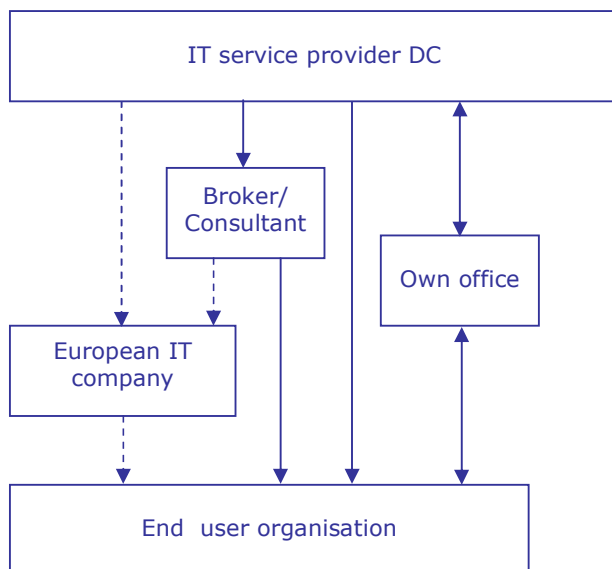 IT service provider DC
Broker/
Consultant
Own office
European IT
company
End  user organisation